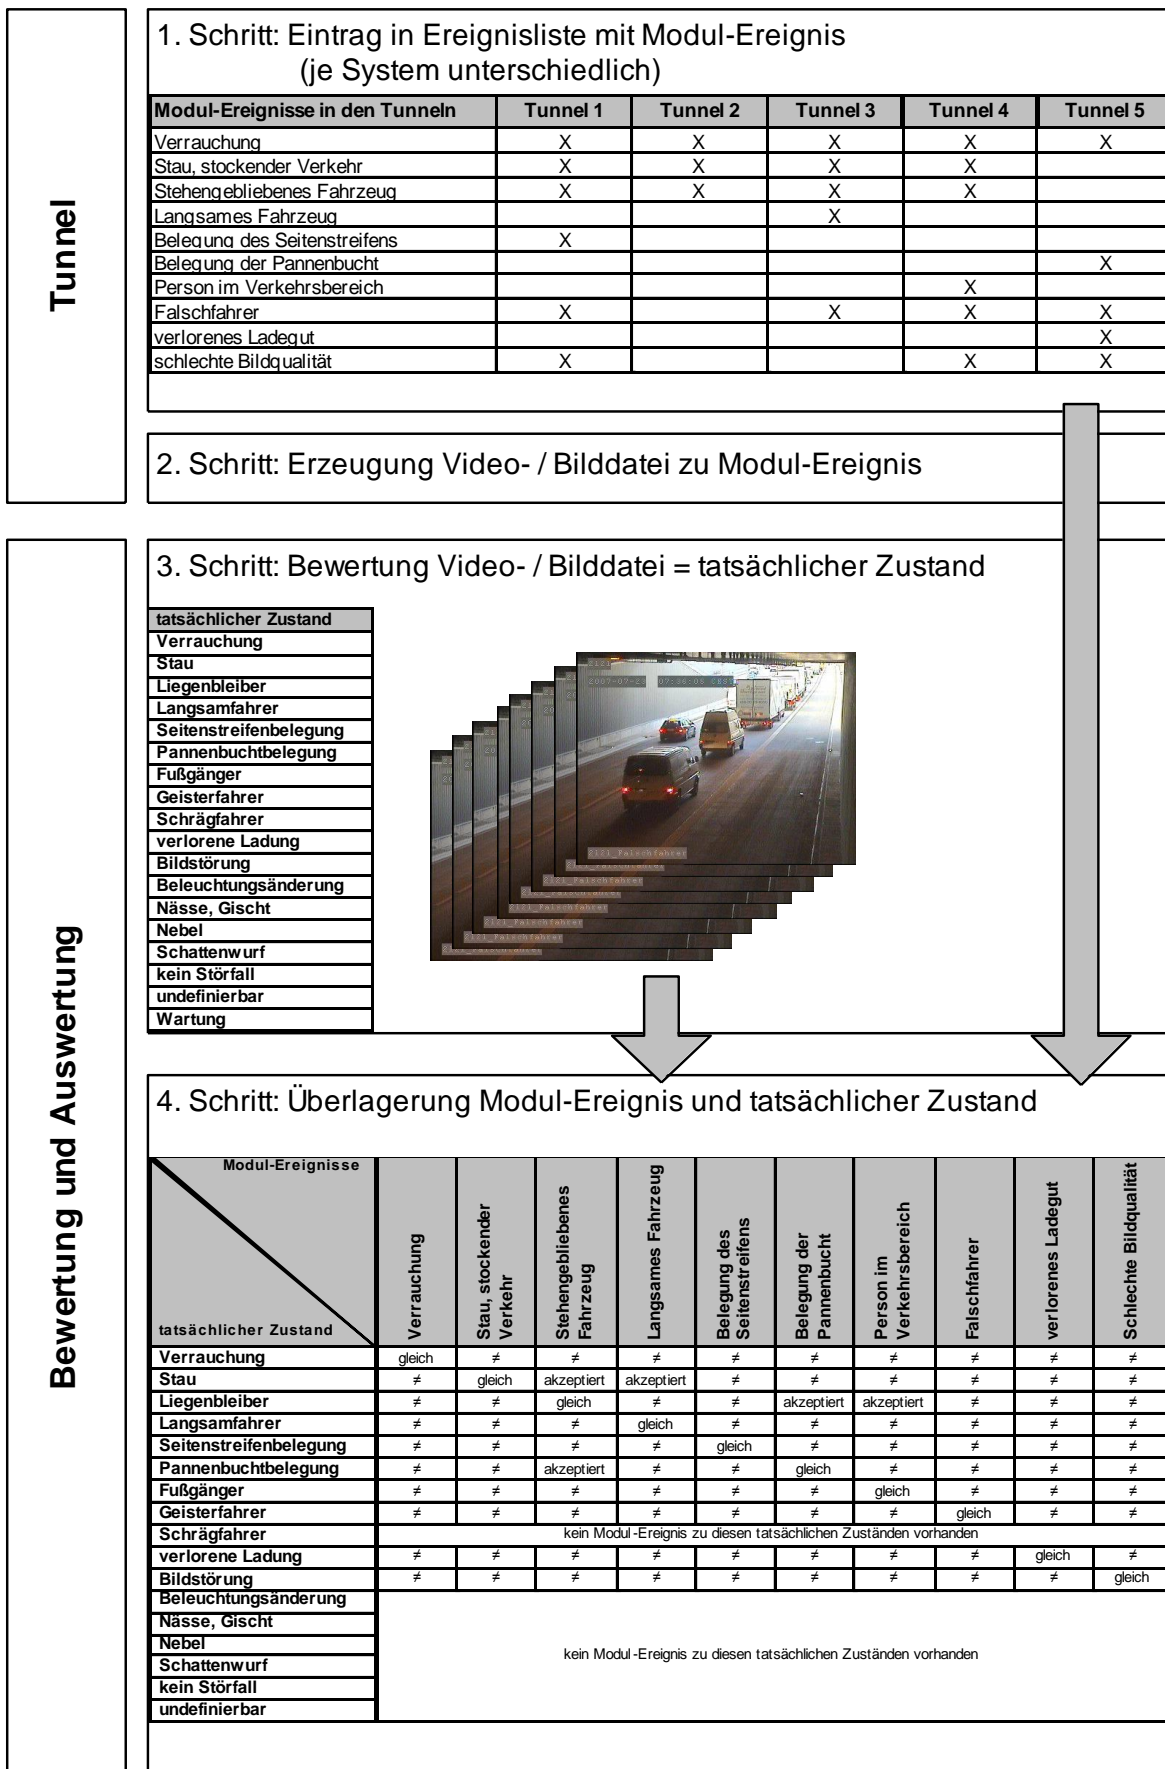 Tunnel
1. Schritt: Eintrag in Ereignisliste mit Modul-Ereignis
(je System unterschiedlich)
Modul-Ereignisse in den Tunneln Tunnel 1 Tunnel 2 Tunnel 3 Tunnel 4 Tunnel 5
Verrauchung X X X X X
Stau, stockender Verkehr X X X X
Stehengebliebenes Fahrzeug X X X X
Langsames Fahrzeug X
Belegung des Seitenstreifens X
Belegung der Pannenbucht X
Person im Verkehrsbereich X
Falschfahrer X X X X
verlorenes Ladegut X
schlechte Bildqualität X X X
2. Schritt: Erzeugung Video- / Bilddatei zu Modul-Ereignis
Bewertung und Auswertung
3. Schritt: Bewertung Video- / Bilddatei = tatsächlicher Zustand
tatsächlicher Zustand
Verrauchung
Stau
Liegenbleiber
Langsamfahrer
Seitenstreifenbelegung
Pannenbuchtbelegung
Fußgänger
Geisterfahrer
Schrägfahrer
verlorene Ladung
Bildstörung
Beleuchtungsänderung
Nässe, Gischt
Nebel
Schattenwurf
kein Störfall
undefinierbar
Wartung
2121
2121_Falschfahrer
4. Schritt: Überlagerung Modul-Ereignis und tatsächlicher Zustand
Modul-Ereignisse
tatsächlicher Zustand
Verrauchung
Stau, stockender
Verkehr
Stehengebliebenes
Fahrzeug
Langsames Fahrzeug
Belegung des
Seitenstreifens
Belegung der
Pannenbucht
Person im
Verkehrsbereich
Falschfahrer
verlorenes Ladegut
Schlechte Bildqualität
Verrauchung gleich ≠ ≠ ≠ ≠ ≠ ≠ ≠ ≠ ≠
Stau ≠ gleich akzeptiert akzeptiert ≠ ≠ ≠ ≠ ≠ ≠
Liegenbleiber ≠ ≠ gleich ≠ ≠ akzeptiert akzeptiert ≠ ≠ ≠
Langsamfahrer ≠ ≠ ≠ gleich ≠ ≠ ≠ ≠ ≠ ≠
Seitenstreifenbelegung ≠ ≠ ≠ ≠ gleich ≠ ≠ ≠ ≠ ≠
Pannenbuchtbelegung ≠ ≠ akzeptiert ≠ ≠ gleich ≠ ≠ ≠ ≠
Fußgänger ≠ ≠ ≠ ≠ ≠ ≠ gleich ≠ ≠ ≠
Geisterfahrer ≠ ≠ ≠ ≠ ≠ ≠ ≠ gleich ≠ ≠
Schrägfahrer kein Modul-Ereignis zu diesen tatsächlichen Zuständen vorhanden
verlorene Ladung ≠ ≠ ≠ ≠ ≠ ≠ ≠ ≠ gleich ≠
Bildstörung ≠ ≠ ≠ ≠ ≠ ≠ ≠ ≠ ≠ gleich
Beleuchtungsänderung
Nässe, Gischt
Nebel
kein Modul-Ereignis zu diesen tatsächlichen Zuständen vorhanden
Schattenwurf
kein Störfall
undefinierbar